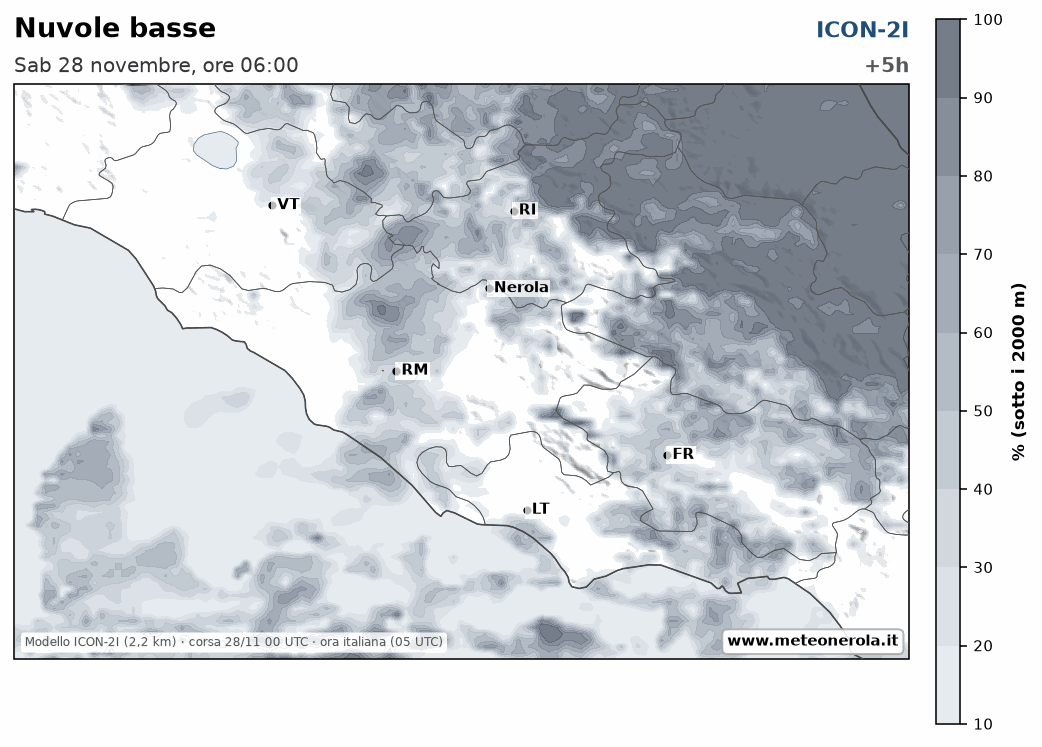 Nuvole basse
ICON-2I
Sab 28 novembre, ore 06:00
+5h
100
90
80
70
60
50
40
30
20
10
% (sotto i 2000 m)
VT
RI
Nerola
RM
FR
LT
Modello ICON-2I (2,2 km) · corsa 28/11 00 UTC · ora italiana (05 UTC)
www.meteonerola.it